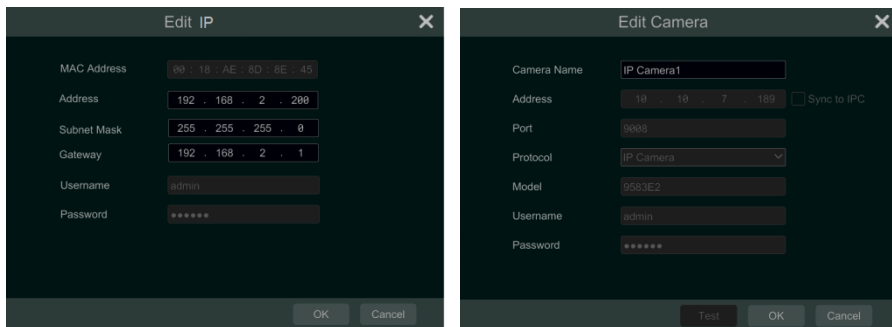 Edit IP
MAC Address 00 : 18 : AE : 8D : 8E : 45
Address 192 . 168 . 2 . 200
Subnet Mask 255 . 255 . 255 . 0
Gateway 192 . 168 . 2 . 1
Username admin
Password ●●●●●●
OK Cancel
Edit Camera
Camera Name IP Camera1
Address 10 . 10 . 7 . 189 Sync to IPC
Port 9008
Protocol IP Camera
Model 9583E2
Username admin
Password ●●●●●●
Test OK Cancel